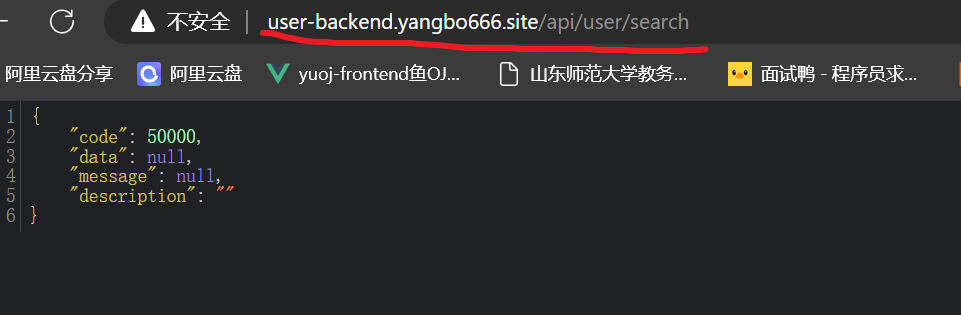 不安全 user-backend.yangbo666.site/api/user/search
阿里云盘分享 阿里云盘 yuoj-frontend鱼OJ... 山东师范大学教务... 面试鸭 - 程序员求...
1 {
2 "code": 50000,
3 "data": null,
4 "message": null,
5 "description": ""
6 }